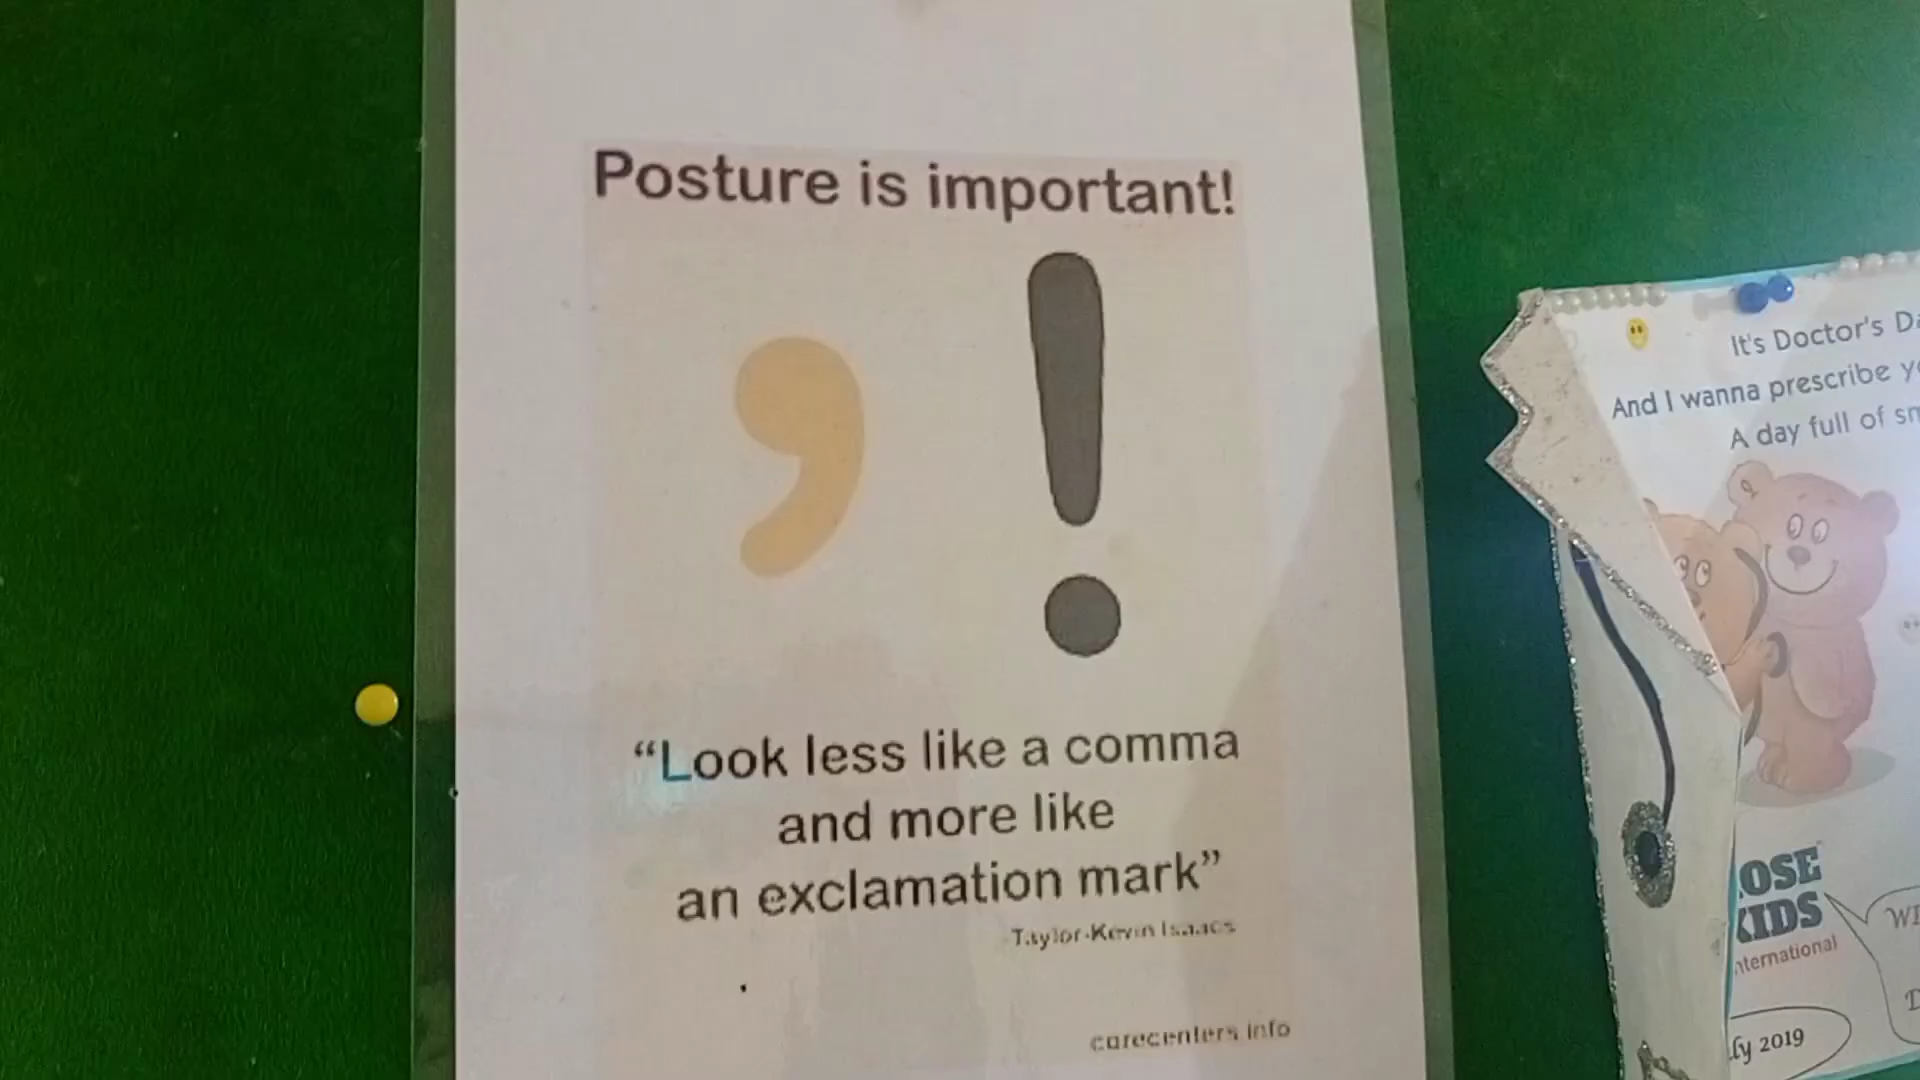 Posture is important!
“Look less like a comma
and more like
an exclamation mark”
-Taylor-Kevin Isaacs
carecenters.info
It's Doctor's
And I wanna prescribe
A day full of
KIDS
2019